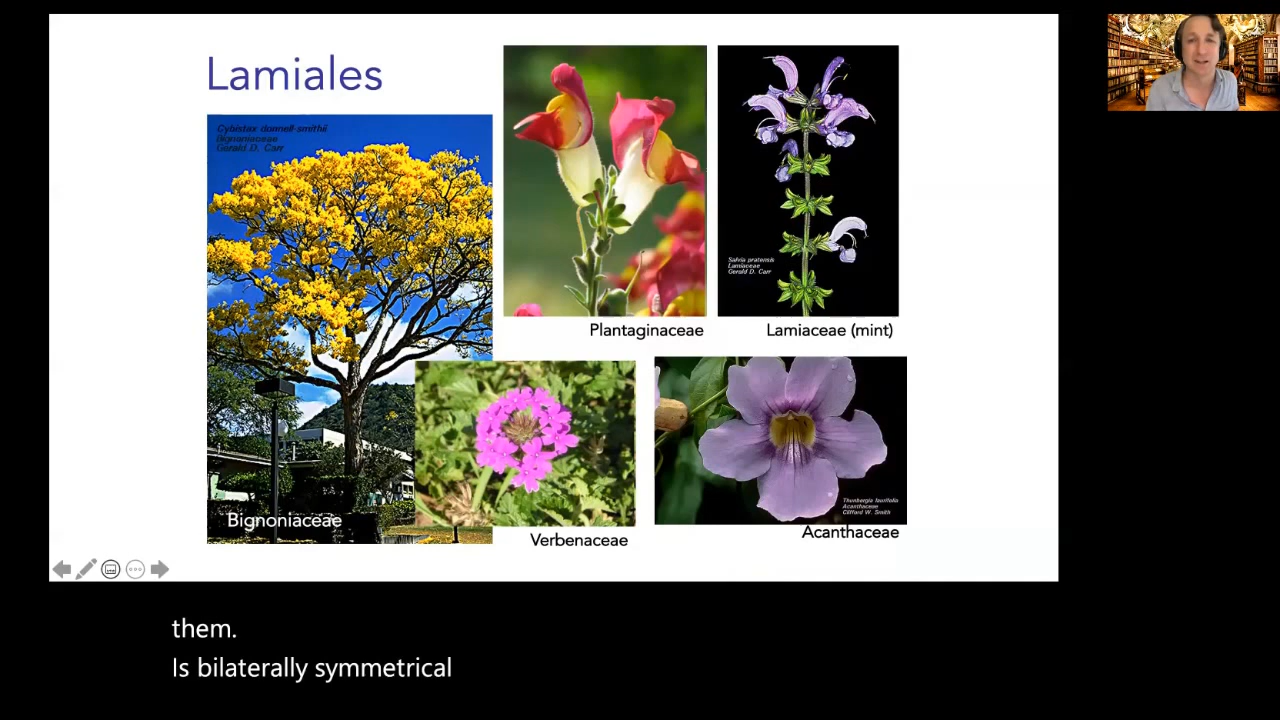 Lamiales
Cybistax donnell-smithii
Bignoniaceae
Gerald D. Carr
Plantaginaceae
Salvia pratensis
Lamiaceae
Gerald D. Carr
Lamiaceae (mint)
Bignoniaceae
Verbenaceae
Thunbergia laurifolia
Acanthaceae
Clifford W. Smith
Acanthaceae
them.
Is bilaterally symmetrical